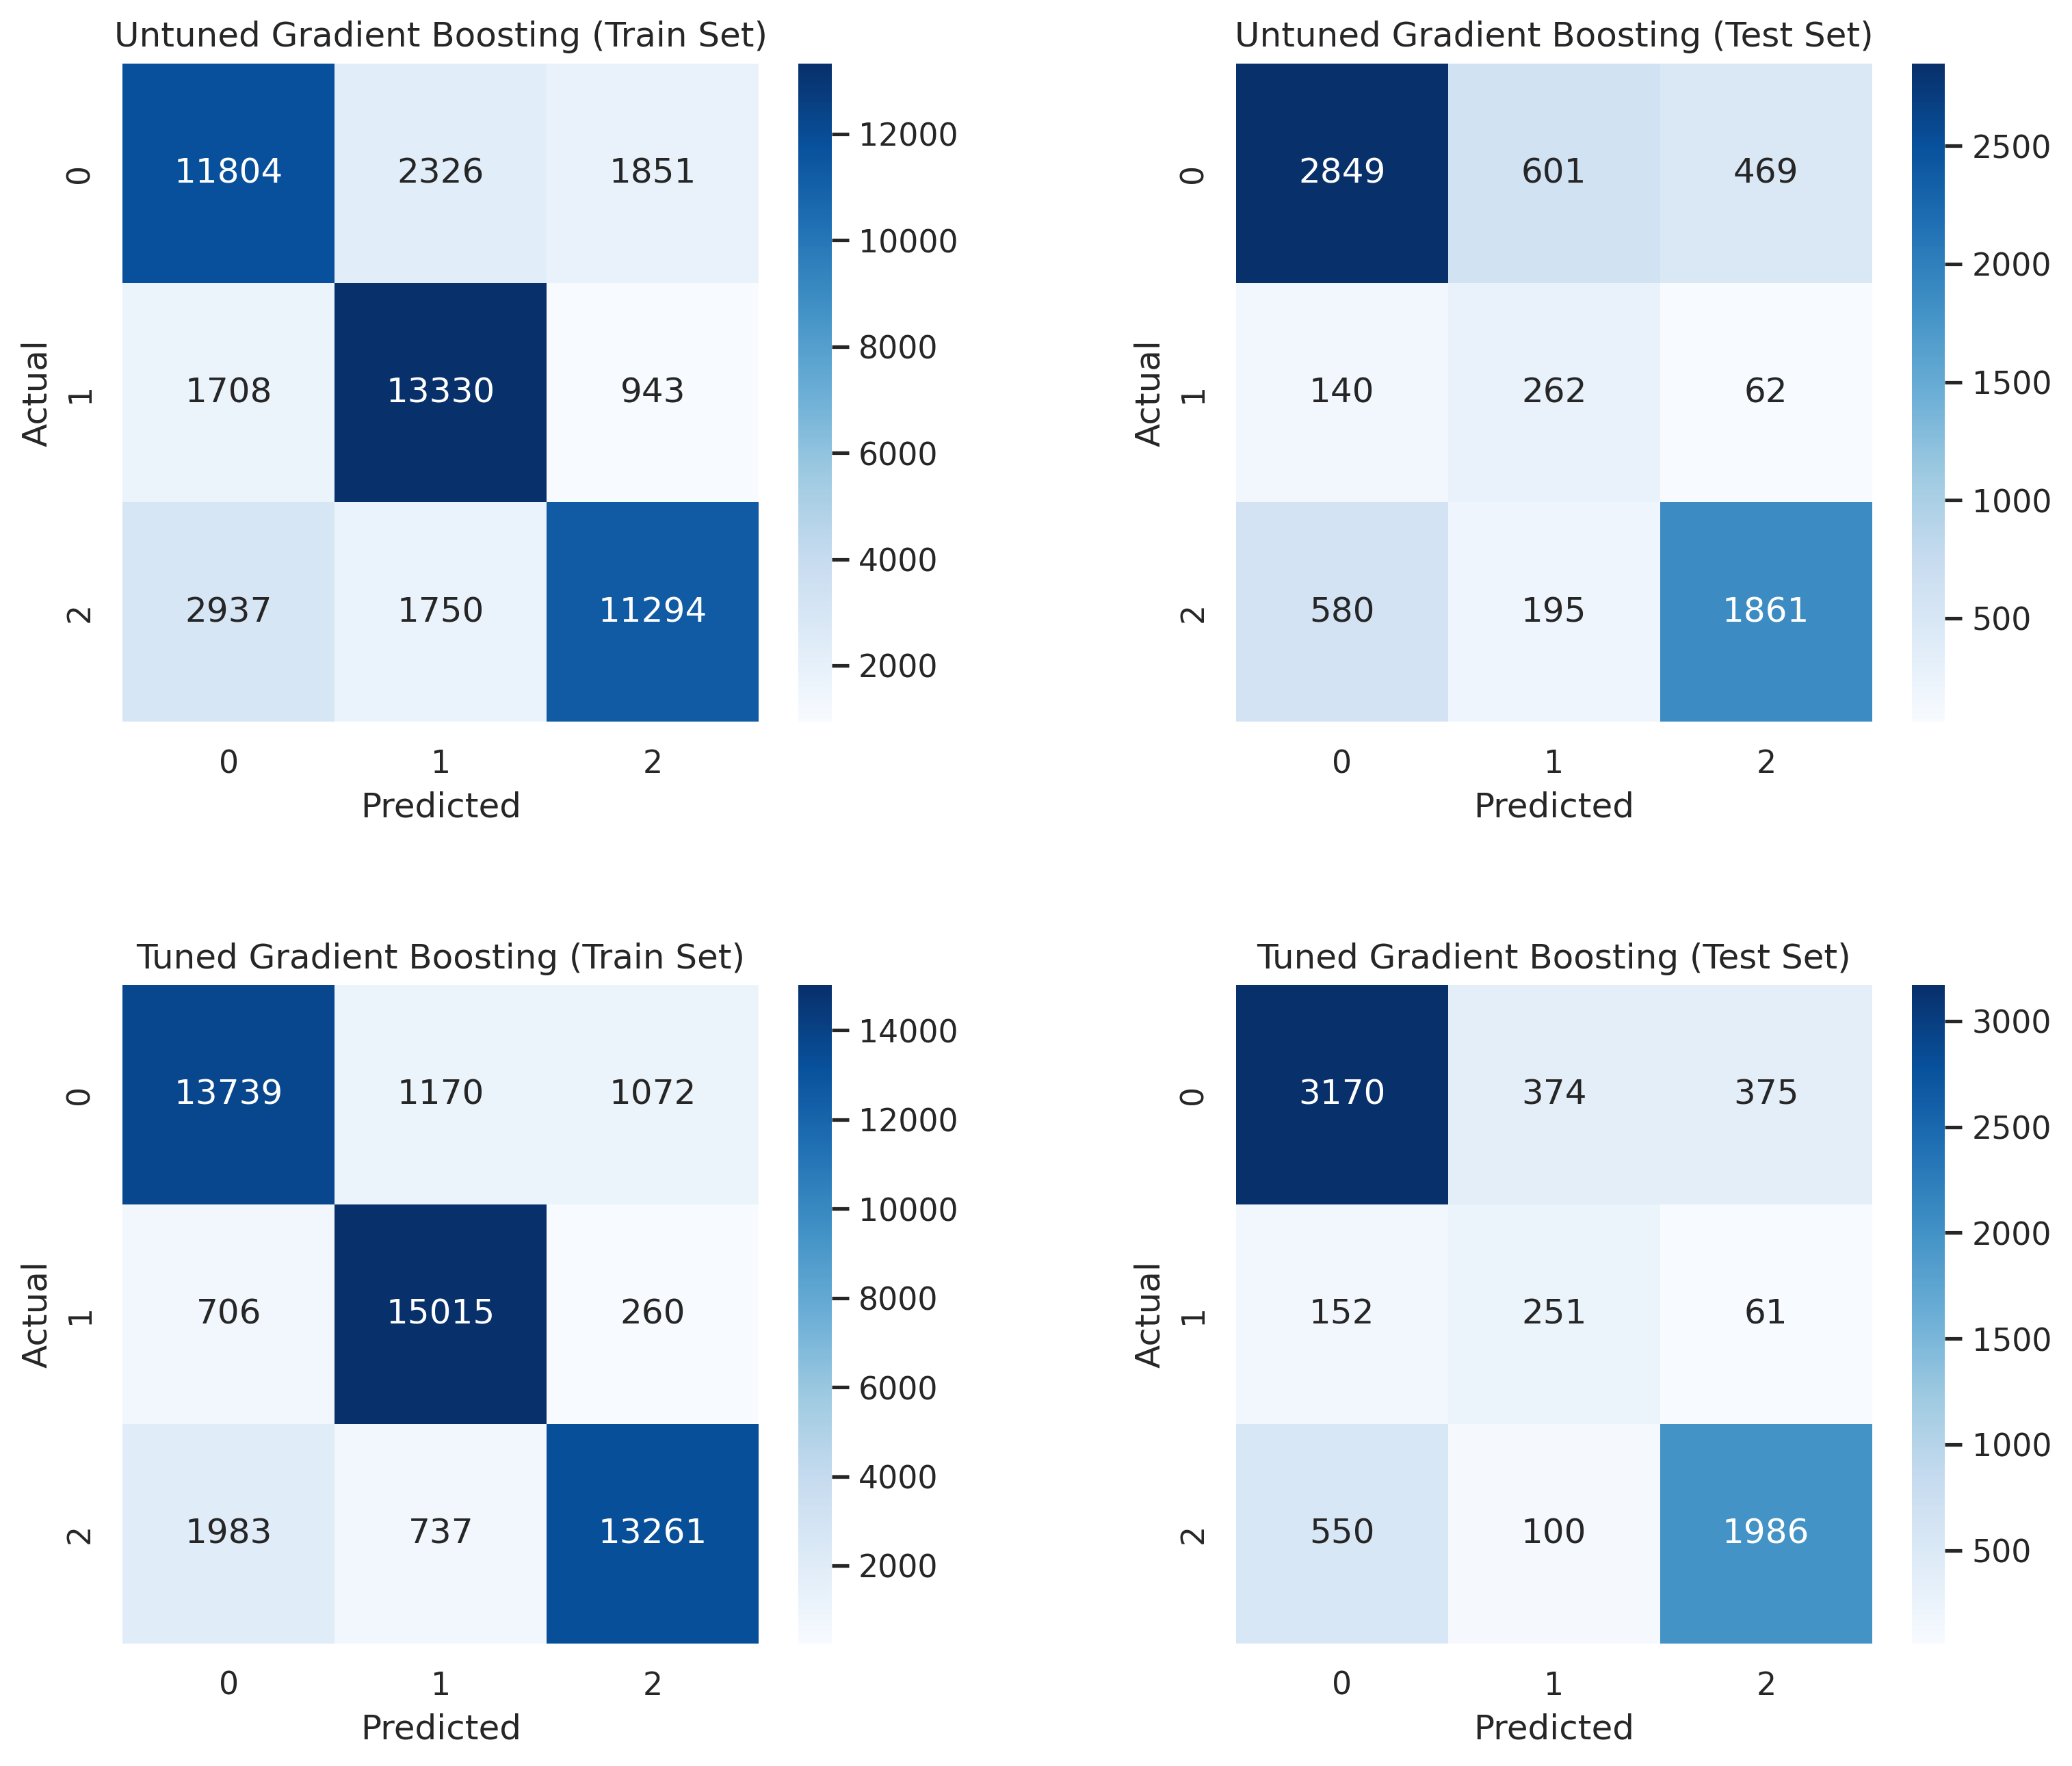 Untuned Gradient Boosting (Train Set)
0 11804 2326 1851
1 1708 13330 943
2 2937 1750 11294
0 1 2
Predicted
Actual
12000
10000
8000
6000
4000
2000
Untuned Gradient Boosting (Test Set)
0 2849 601 469
1 140 262 62
2 580 195 1861
0 1 2
Predicted
Actual
2500
2000
1500
1000
500
Tuned Gradient Boosting (Train Set)
0 13739 1170 1072
1 706 15015 260
2 1983 737 13261
0 1 2
Predicted
Actual
14000
12000
10000
8000
6000
4000
2000
Tuned Gradient Boosting (Test Set)
0 3170 374 375
1 152 251 61
2 550 100 1986
0 1 2
Predicted
Actual
3000
2500
2000
1500
1000
500